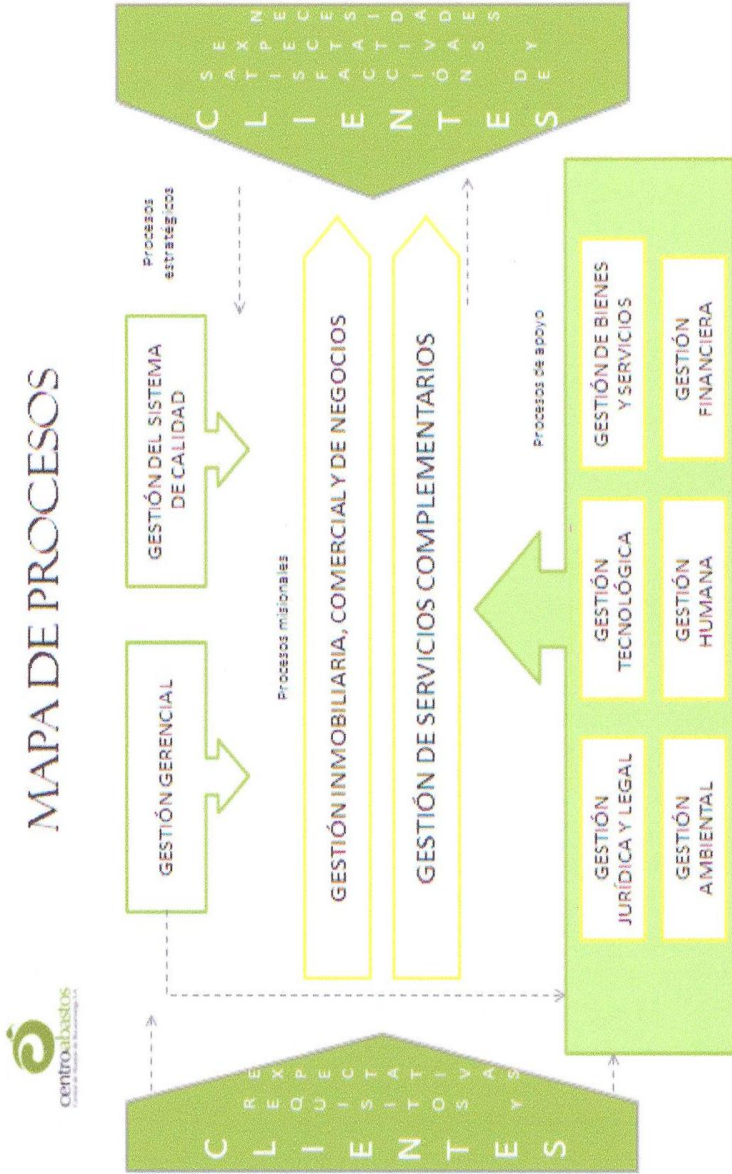 centroabastos
MAPA DE PROCESOS
CLIENTES
REQUISITOS Y
EXPECTATIVAS
GESTIÓN GERENCIAL
GESTIÓN DEL SISTEMA
DE CALIDAD
Procesos
estratégicos
Procesos misionales
GESTIÓN INMOBILIARIA, COMERCIAL Y DE NEGOCIOS
GESTIÓN DE SERVICIOS COMPLEMENTARIOS
Procesos de apoyo
GESTIÓN
JURÍDICA Y LEGAL
GESTIÓN
TECNOLÓGICA
GESTIÓN DE BIENES
Y SERVICIOS
GESTIÓN
AMBIENTAL
GESTIÓN
HUMANA
GESTIÓN
FINANCIERA
CLIENTES
SATISFACCIÓN DE
EXPECTATIVAS Y
NECESIDADES